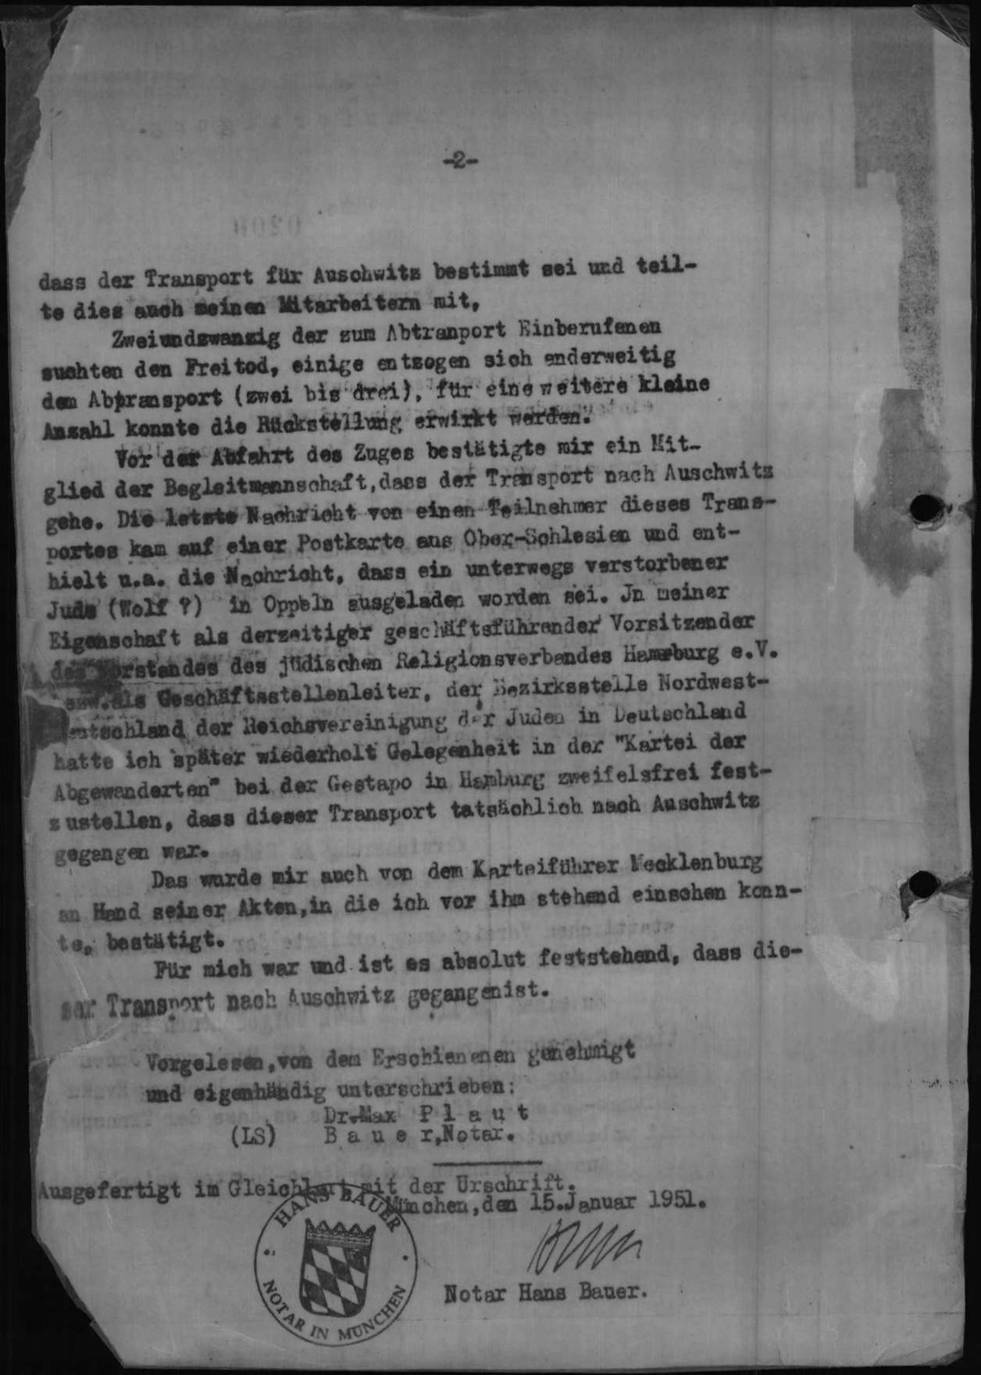 -2-
dass der Transport für Auschwitz bestimmt sei und teil-
te dies auch meinen Mitarbeitern mit,
Zweiundzwanzig der zum Abtranport Einberufenen
suchten den Freitod, einige entzogen sich anderweitig
dem Abtransport (zwei bis drei), für eine weitere kleine
Anzahl konnte die Rückstellung erwirkt werden.
Vor der Abfahrt des Zuges bestätigte mir ein Mit-
glied der Begleitmannschaft, dass der Transport nach Auschwitz
gehe. Die letzte Nachricht von einen Teilnehmer dieses Trans-
portes kam auf einer Postkarte aus Ober-Schlesien und ent-
hielt u.a. die Nachricht, dass ein unterwegs verstorbener
Jude (Wolf ?) in Oppeln ausgeladen worden sei. Jn meiner
Eigenschaft als derzeitiger geschäftsführender Vorsitzender
des Vorstandes des jüdischen Religionsverbandes Hamburg e.V.
bzw. als Geschäftsstellenleiter, der Bezirksstelle Nordwest-
deutschland der Reichsvereinigung der Juden in Deutschland
hatte ich später wiederholt Gelegenheit in der "Kartei der
Abgewanderten" bei der Gestapo in Hamburg zweifelsfrei fest-
zustellen, dass dieser Transport tatsächlich nach Auschwitz
gegangen war.
Das wurde mir auch von dem Karteiführer Mecklenburg
an Hand seiner Akten, in die ich vor ihm stehend einsehen konn-
te, bestätigt.
Für mich war und ist es absolut feststehend, dass die-
ser Transport nach Auschwitz gegangenist.
Vorgelesen, von dem Erschienenen genehmigt
und eigenhändig unterschrieben:
Dr.Max P l a u t
(LS) B a u e r, Notar.
Ausgefertigt im Gleichlaut mit der Urschrift.
München, den 15. Januar 1951.
HANS BAUER
NOTAR IN MÜNCHEN
Notar Hans Bauer.